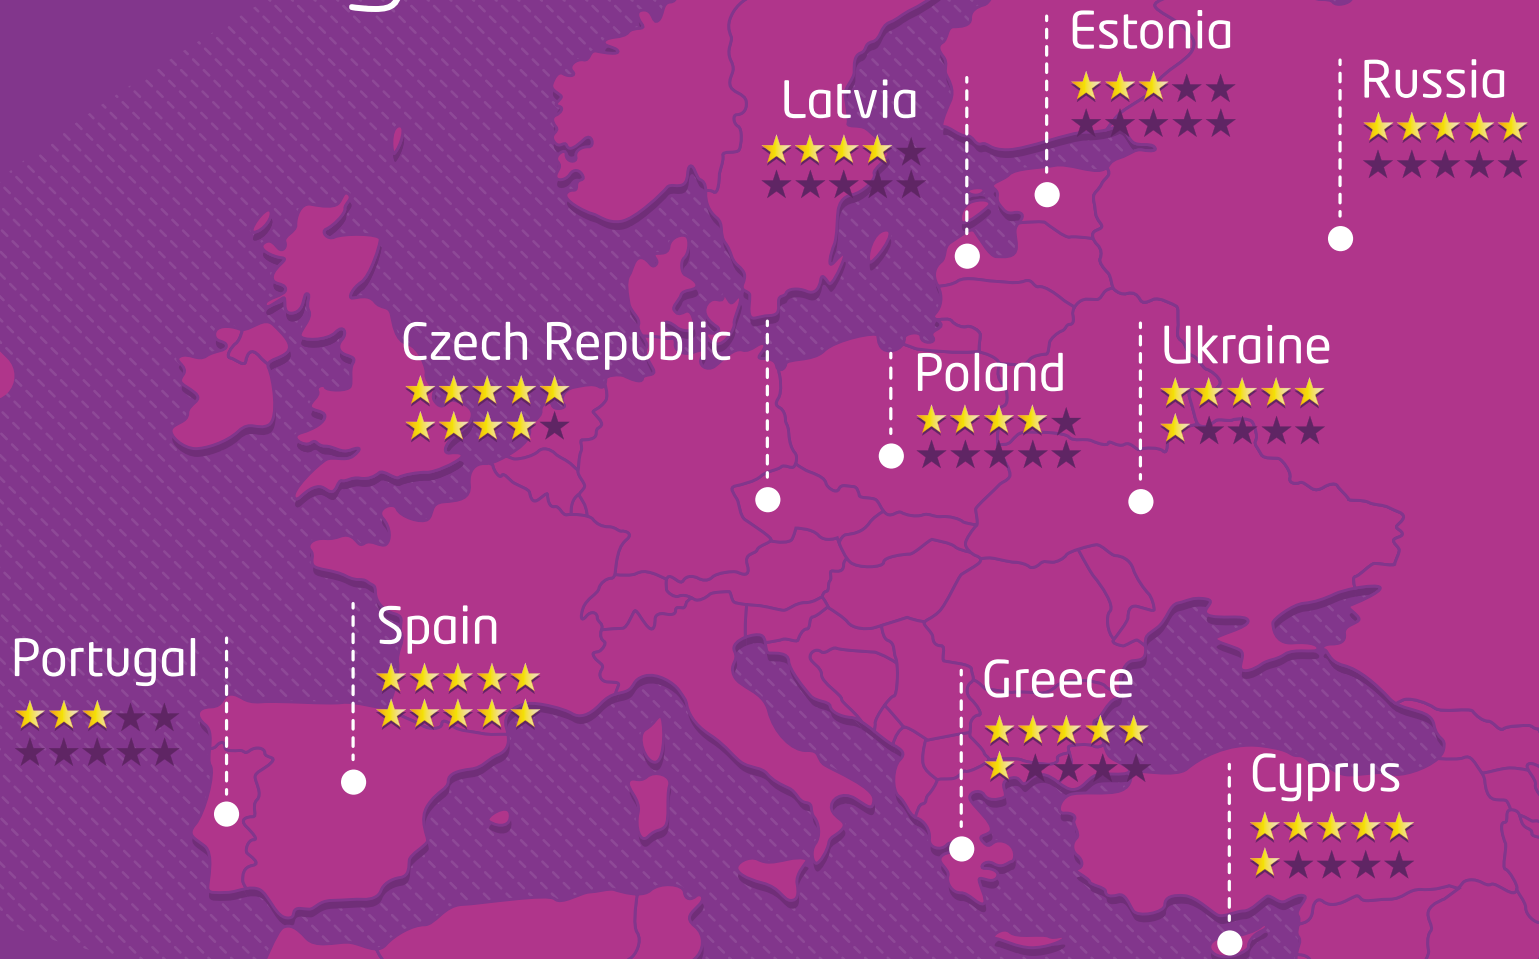 Estonia
Russia
Latvia
Czech Republic
Ukraine
Poland
Spain
Portugal
Greece
Cyprus